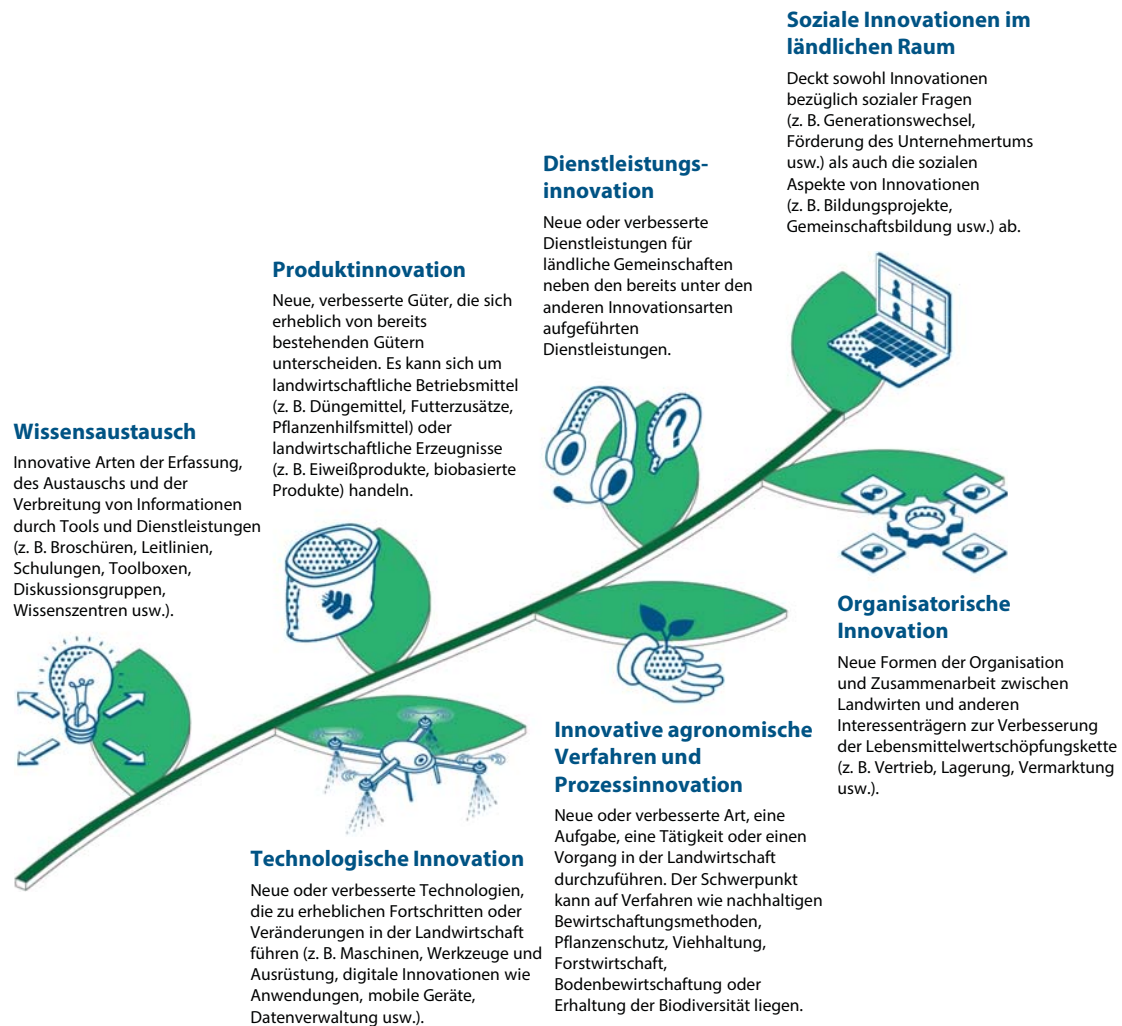 Soziale Innovationen im
ländlichen Raum
Deckt sowohl Innovationen
bezüglich sozialer Fragen
(z. B. Generationswechsel,
Förderung des Unternehmertums
usw.) als auch die sozialen
Aspekte von Innovationen
(z. B. Bildungsprojekte,
Gemeinschaftsbildung usw.) ab.
Dienstleistungs-
innovation
Neue oder verbesserte
Dienstleistungen für
ländliche Gemeinschaften
neben den bereits unter den
anderen Innovationsarten
aufgeführten
Dienstleistungen.
Produktinnovation
Neue, verbesserte Güter, die sich
erheblich von bereits
bestehenden Gütern
unterscheiden. Es kann sich um
landwirtschaftliche Betriebsmittel
(z. B. Düngemittel, Futterzusätze,
Pflanzenhilfsmittel) oder
landwirtschaftliche Erzeugnisse
(z. B. Eiweißprodukte, biobasierte
Produkte) handeln.
Wissensaustausch
Innovative Arten der Erfassung,
des Austauschs und der
Verbreitung von Informationen
durch Tools und Dienstleistungen
(z. B. Broschüren, Leitlinien,
Schulungen, Toolboxen,
Diskussionsgruppen,
Wissenszentren usw.).
?
Organisatorische
Innovation
Neue Formen der Organisation
und Zusammenarbeit zwischen
Landwirten und anderen
Interessenträgern zur Verbesserung
der Lebensmittelwertschöpfungskette
(z. B. Vertrieb, Lagerung, Vermarktung
usw.).
Innovative agronomische
Verfahren und
Prozessinnovation
Neue oder verbesserte Art, eine
Aufgabe, eine Tätigkeit oder einen
Vorgang in der Landwirtschaft
durchzuführen. Der Schwerpunkt
kann auf Verfahren wie nachhaltigen
Bewirtschaftungsmethoden,
Pflanzenschutz, Viehhaltung,
Forstwirtschaft,
Bodenbewirtschaftung oder
Erhaltung der Biodiversität liegen.
Technologische Innovation
Neue oder verbesserte Technologien,
die zu erheblichen Fortschritten oder
Veränderungen in der Landwirtschaft
führen (z. B. Maschinen, Werkzeuge und
Ausrüstung, digitale Innovationen wie
Anwendungen, mobile Geräte,
Datenverwaltung usw.).